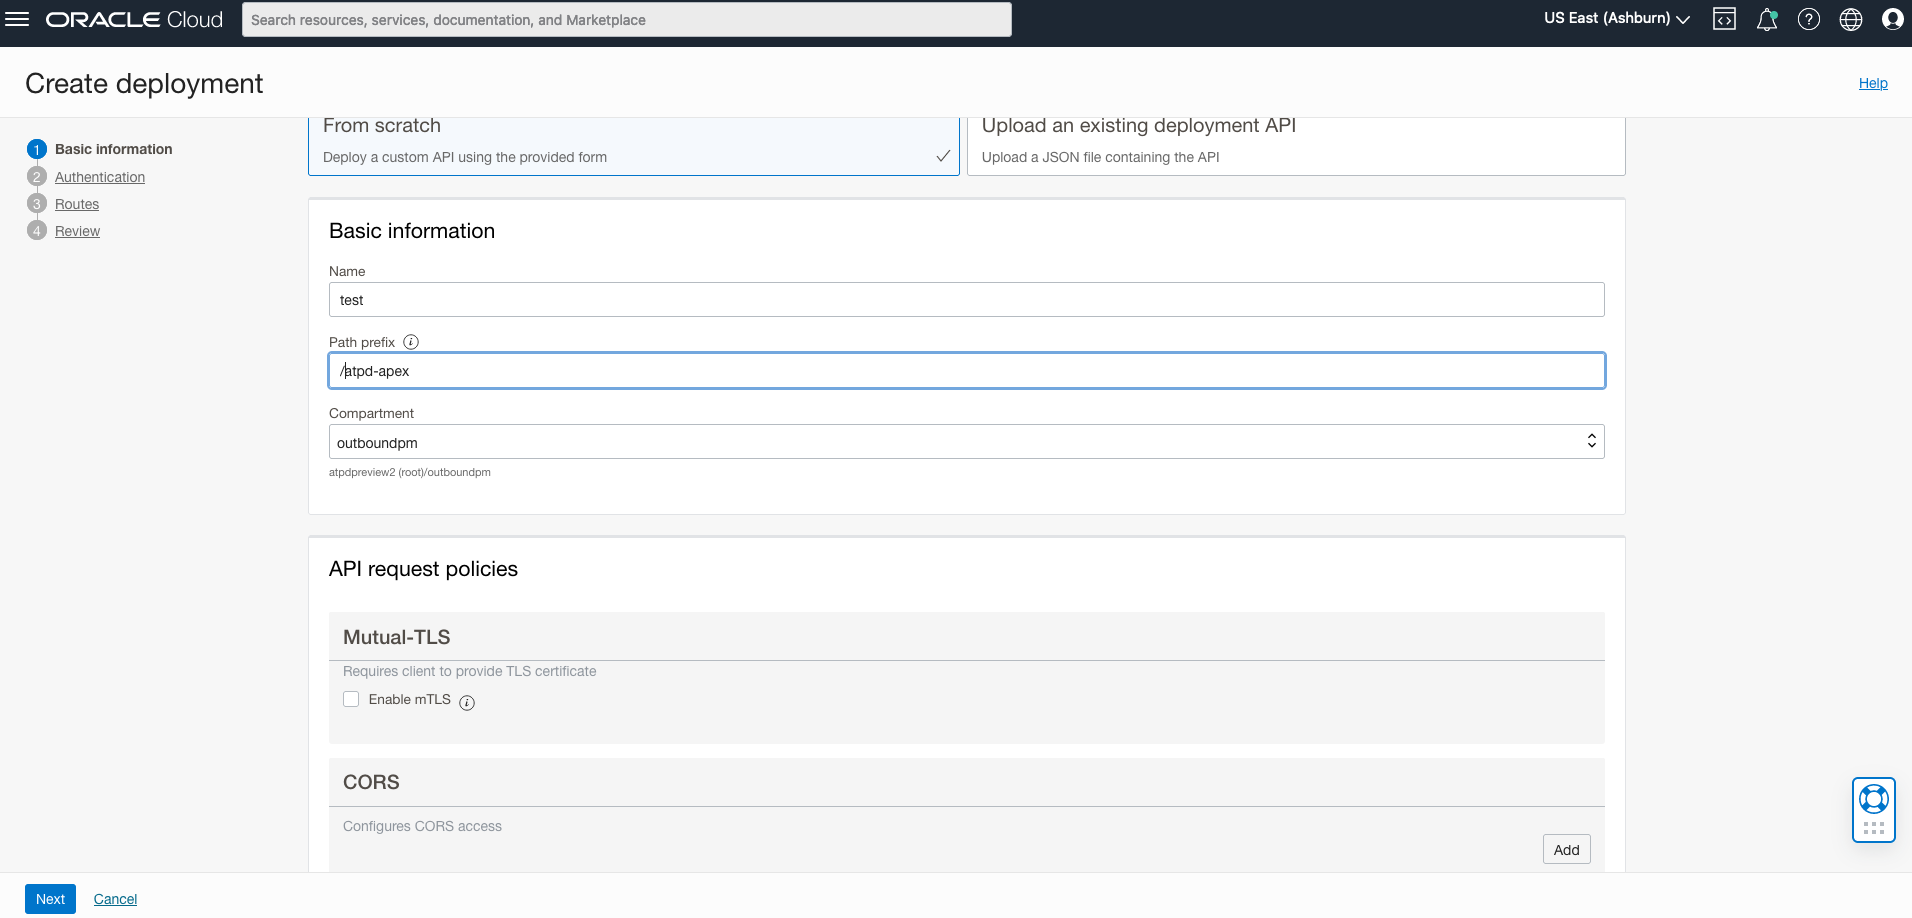 ORACLE Cloud
Search resources, services, documentation, and Marketplace
US East (Ashburn)
Create deployment
Help
1 Basic information
2 Authentication
3 Routes
4 Review
From scratch
Deploy a custom API using the provided form
Upload an existing deployment API
Upload a JSON file containing the API
Basic information
Name
test
Path prefix i
/atpd-apex
Compartment
outboundpm
atpdpreview2 (root)/outboundpm
API request policies
Mutual-TLS
Requires client to provide TLS certificate
Enable mTLS i
CORS
Configures CORS access
Add
Next
Cancel